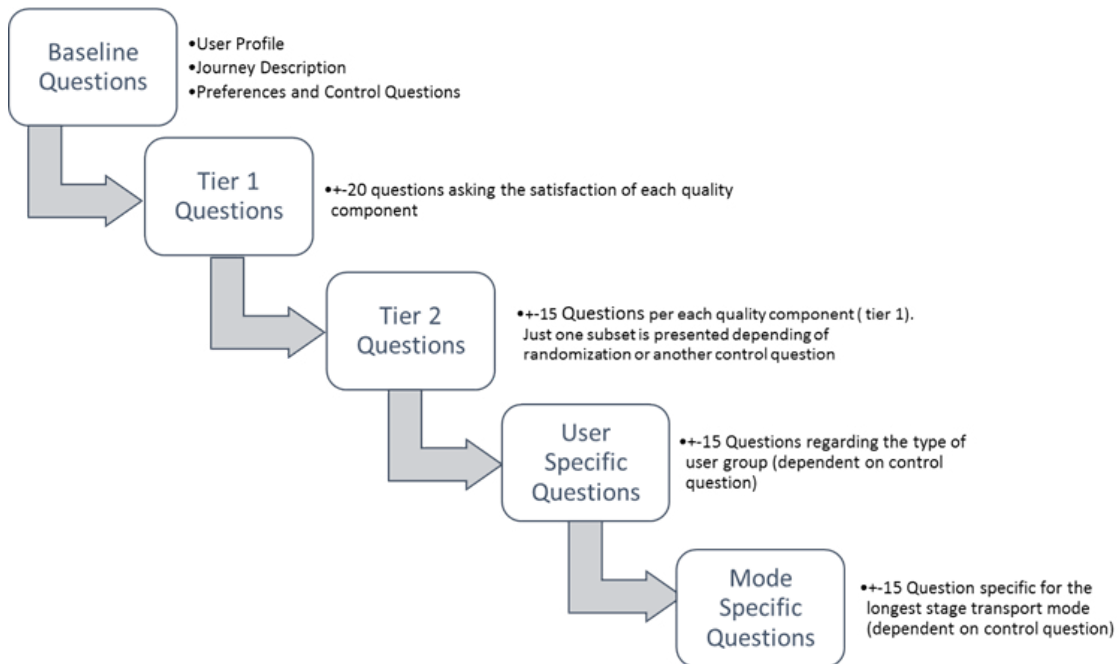 Baseline
Questions
•User Profile
•Journey Description
•Preferences and Control Questions
Tier 1
Questions
•+-20 questions asking the satisfaction of each quality
component
Tier 2
Questions
•+-15 Questions per each quality component ( tier 1).
Just one subset is presented depending of
randomization or another control question
User
Specific
Questions
•+-15 Questions regarding the type of
user group (dependent on control
question)
Mode
Specific
Questions
•+-15 Question specific for the
longest stage transport mode
(dependent on control question)